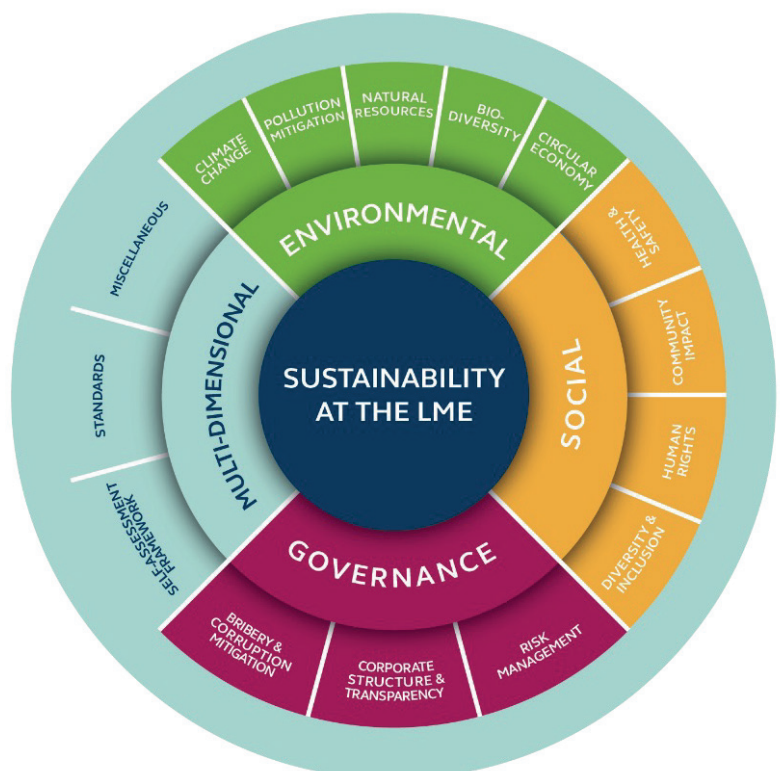 SUSTAINABILITY
AT THE LME
ENVIRONMENTAL
CLIMATE
CHANGE
POLLUTION
MITIGATION
NATURAL
RESOURCES
BIO-
DIVERSITY
CIRCULAR
ECONOMY
SOCIAL
HEALTH &
SAFETY
COMMUNITY
IMPACT
HUMAN
RIGHTS
DIVERSITY &
INCLUSION
GOVERNANCE
RISK
MANAGEMENT
CORPORATE
STRUCTURE &
TRANSPARENCY
BRIBERY &
CORRUPTION
MITIGATION
MULTI-DIMENSIONAL
SELF-ASSESSMENT
FRAMEWORK
STANDARDS
MISCELLANEOUS